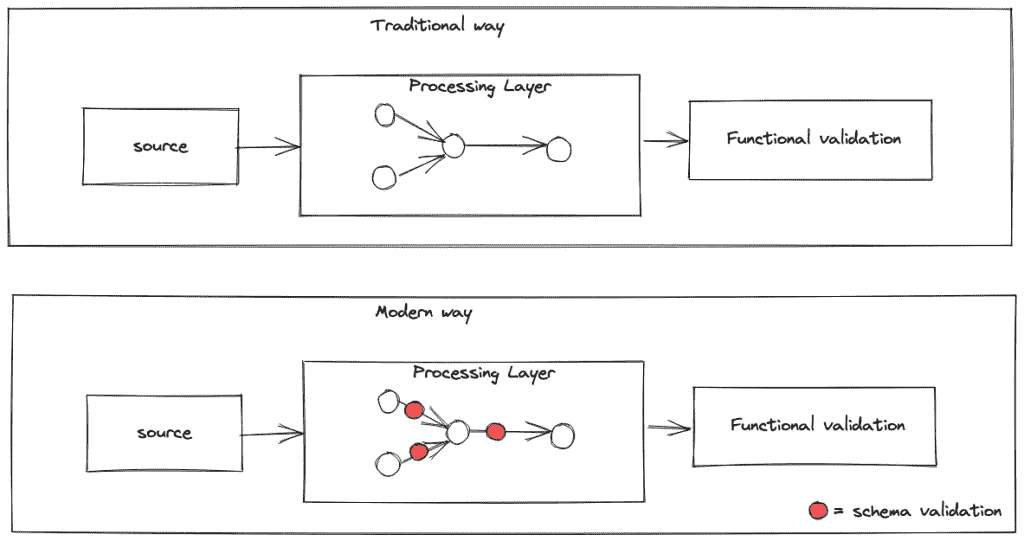 Traditional way
Processing Layer
source
Functional validation
Modern way
Processing Layer
source
Functional validation
= schema validation